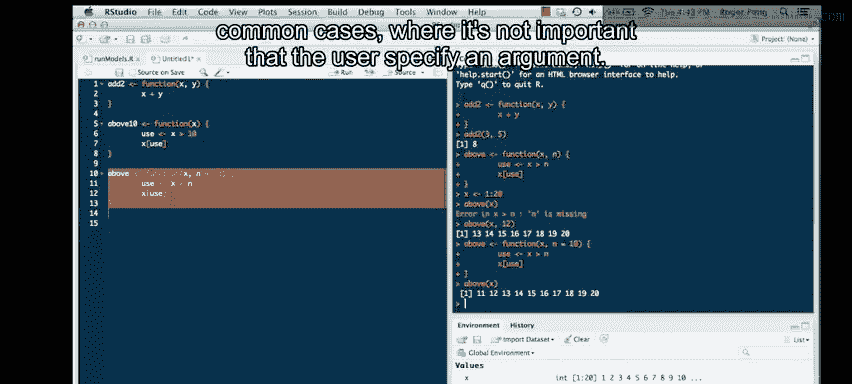 RStudio File Edit Code View Plots Session Build Debug Tools Window Help
Tue 4:43 PM Roger Peng
common cases, where it's not important
that the user specify an argument.
Project: (None)
runModels.R Untitled1*
Source on Save Run Source
1 add2 <- function(x, y) {
2 x + y
3 }
4
5 above10 <- function(x) {
6 use <- x > 10
7 x[use]
8 }
9
10 above
11 use
12 x[use]
13
14
15
'help.start()' for an HTML browser interface to help.
Type 'q()' to quit R.
> add2 <- function(x, y) {
+ x + y
+ }
> add2(3, 5)
[1] 8
> above <- function(x, n) {
+ use <- x > n
+ x[use]
+ }
> x <- 1:20
> above(x)
Error in x > n : 'n' is missing
> above(x, 12)
[1] 13 14 15 16 17 18 19 20
> above <- function(x, n = 10) {
+ use <- x > n
+ x[use]
+ }
> above(x)
[1] 11 12 13 14 15 16 17 18 19 20
>
Environment History
Import Dataset Clear List
Global Environment
Values
x int [1:20] 1 2 3 4 5 6 7 8 9 10 ...